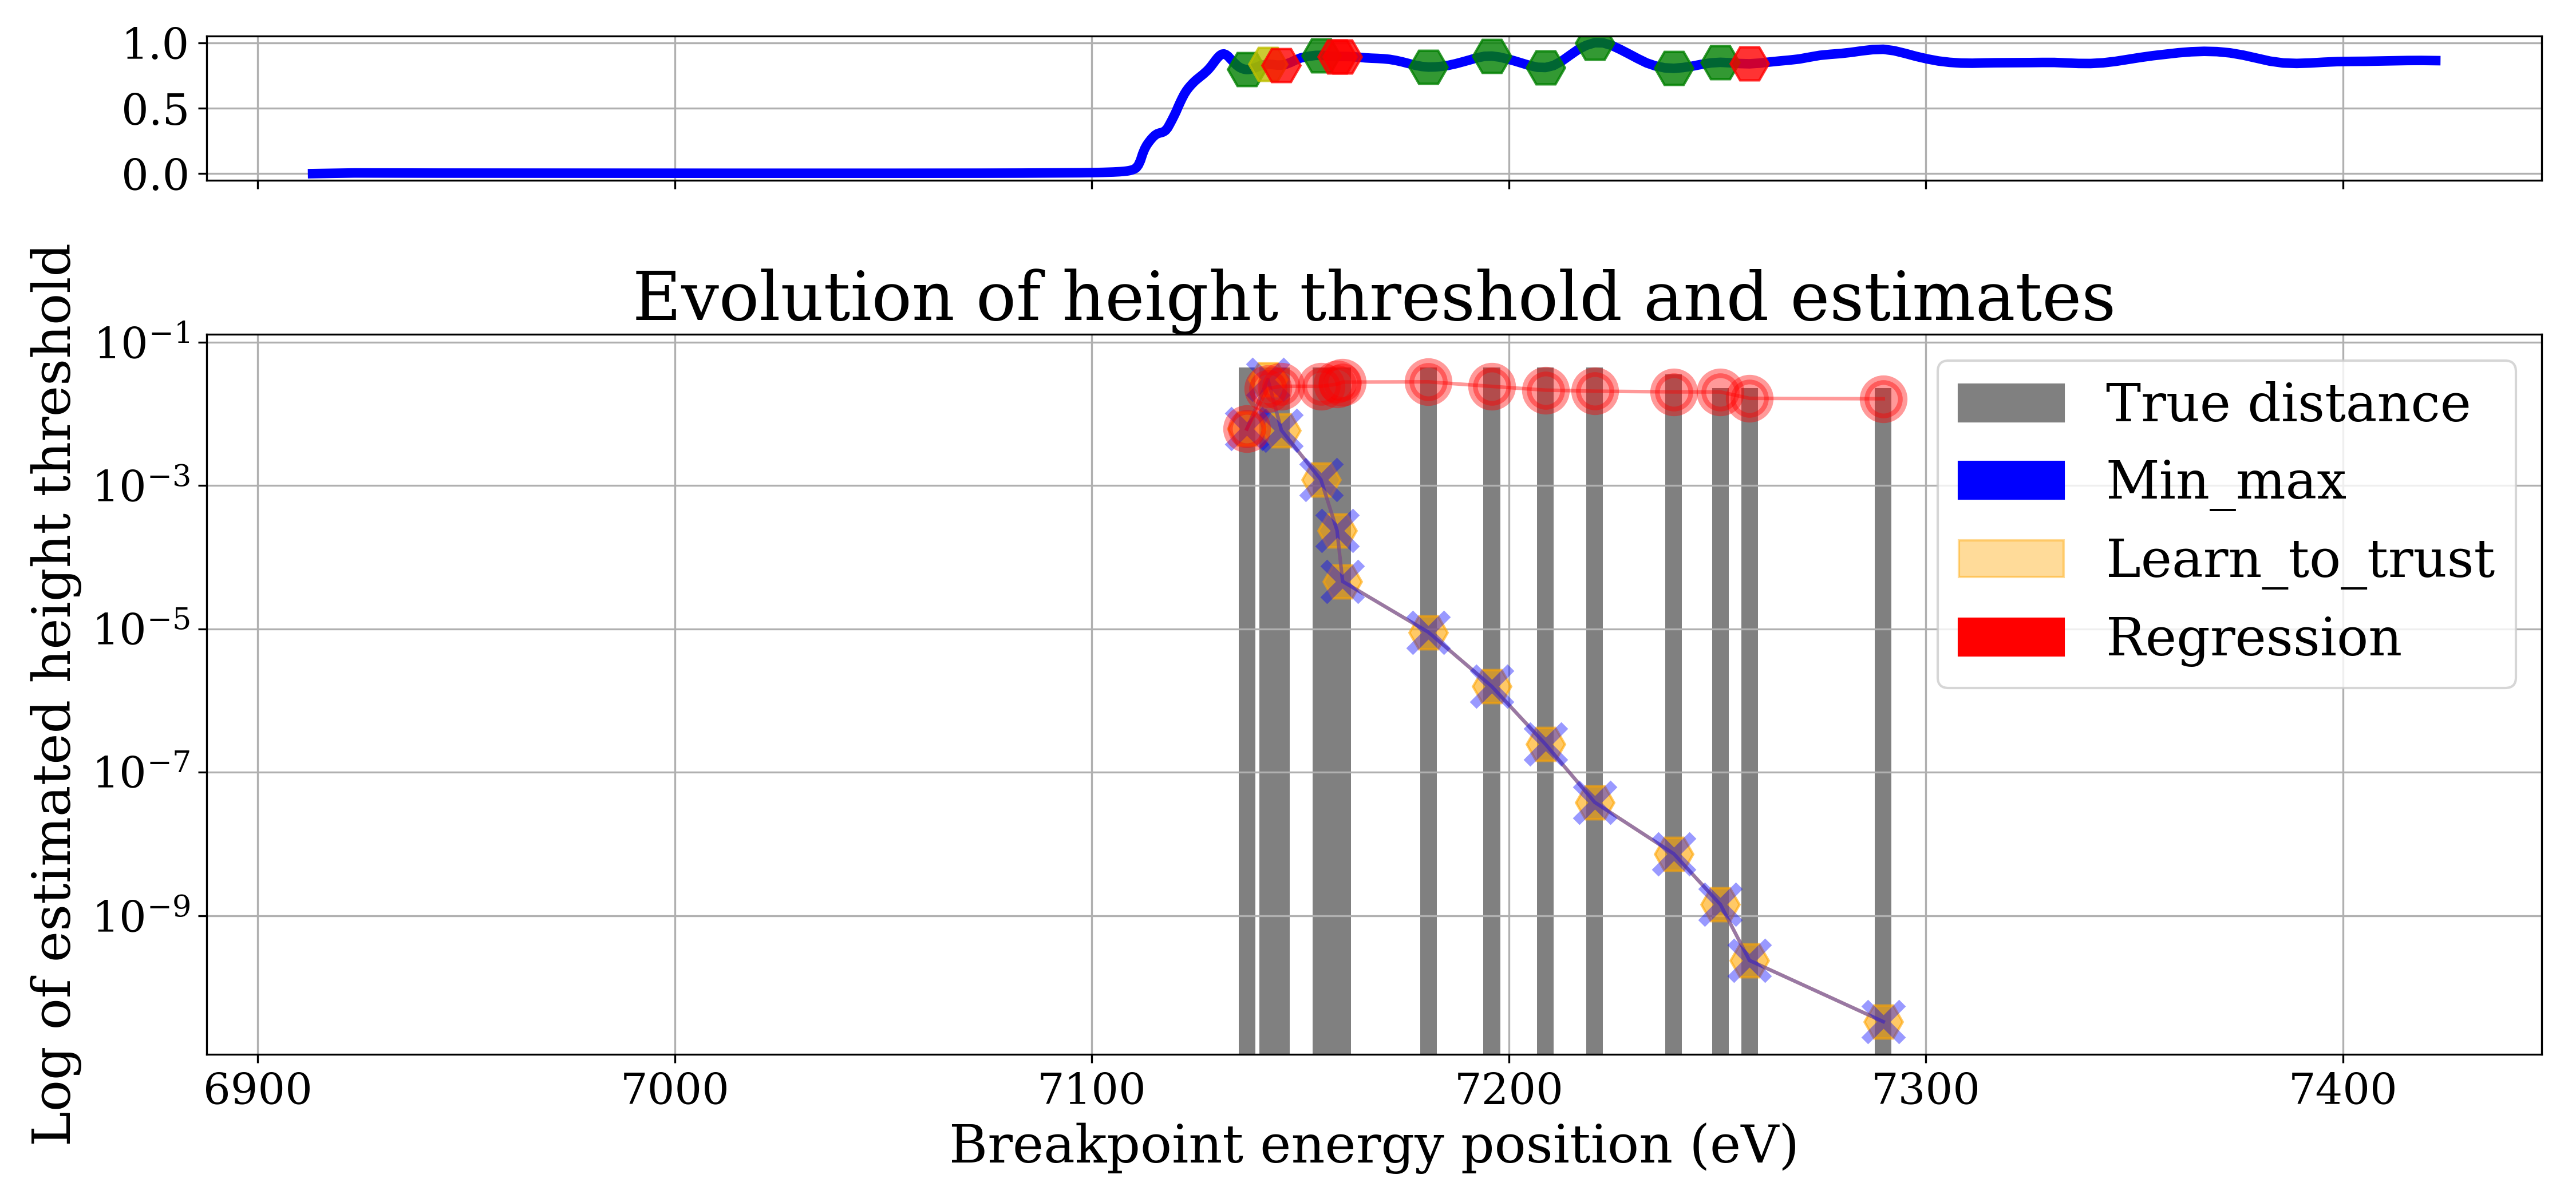 1.0
0.5
0.0
Evolution of height threshold and estimates
Log of estimated height threshold
10⁻¹
10⁻³
10⁻⁵
10⁻⁷
10⁻⁹
True distance
Min_max
Learn_to_trust
Regression
6900 7000 7100 7200 7300 7400
Breakpoint energy position (eV)